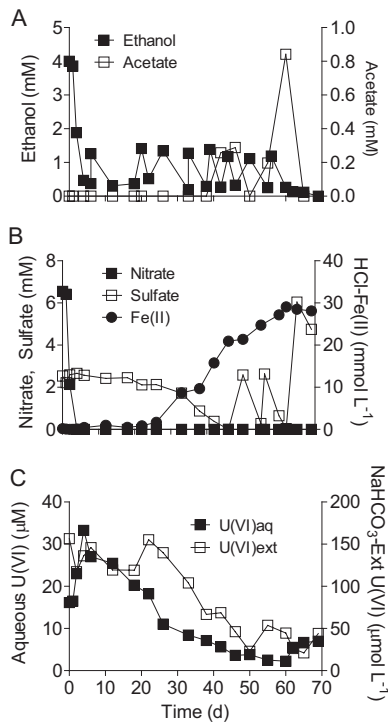 A
Ethanol
Acetate
Ethanol (mM)
5
4
3
2
1
0
1.0
0.8
0.6
0.4
0.2
0.0
Acetate (mM)
B
Nitrate
Sulfate
Fe(II)
Nitrate, Sulfate (mM)
8
6
4
2
0
40
30
20
10
0
HCl-Fe(II) (mmol L-1)
C
U(VI)aq
U(VI)ext
Aqueous U(VI) (µM)
40
30
20
10
0
200
150
100
50
0
NaHCO3-Ext U(VI) (µmol L-1)
0 10 20 30 40 50 60 70
Time (d)